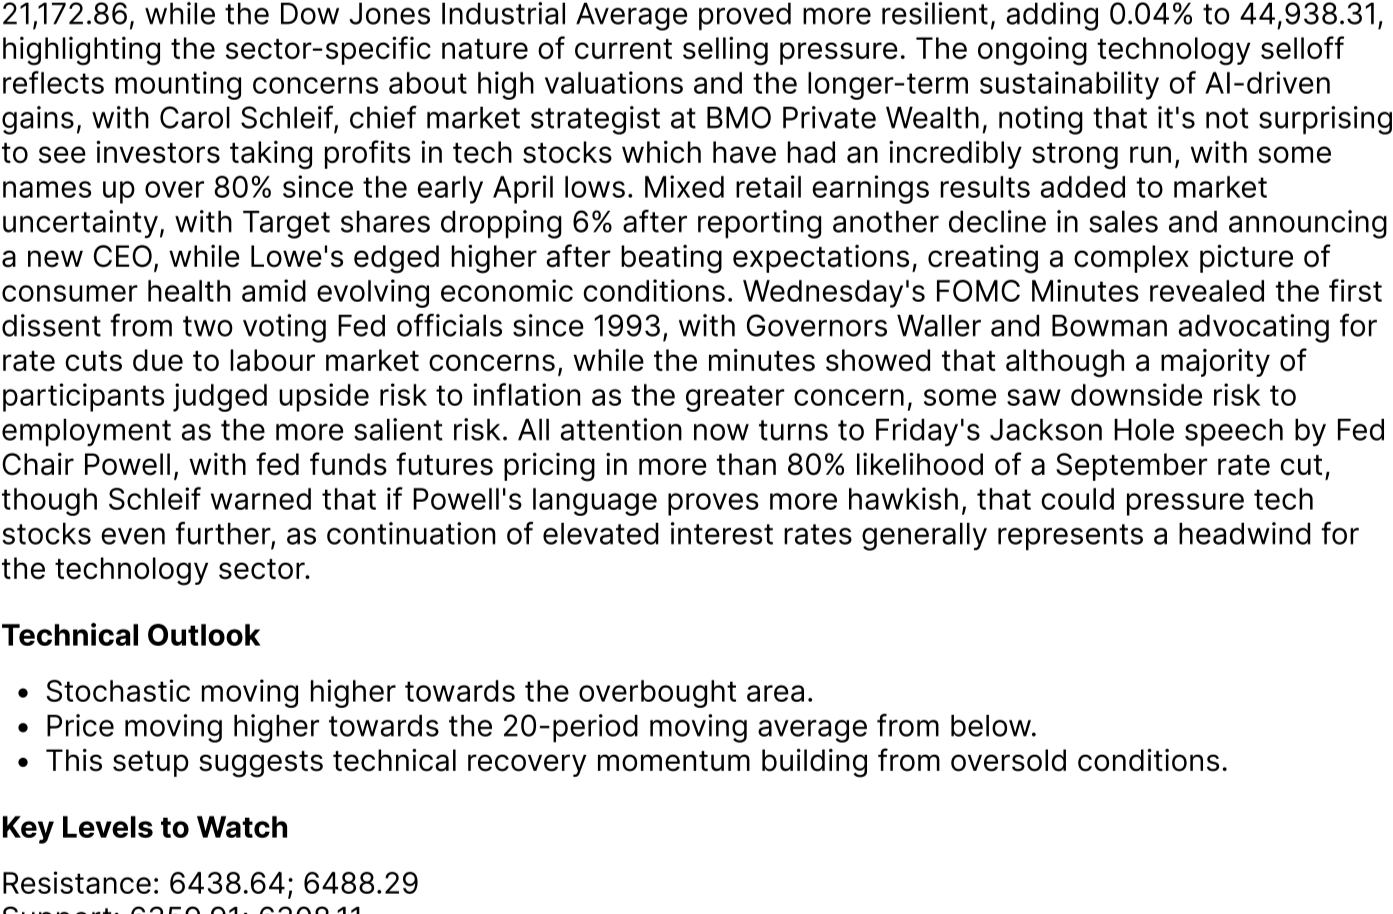 21,172.86, while the Dow Jones Industrial Average proved more resilient, adding 0.04% to 44,938.31,
highlighting the sector-specific nature of current selling pressure. The ongoing technology selloff
reflects mounting concerns about high valuations and the longer-term sustainability of AI-driven
gains, with Carol Schleif, chief market strategist at BMO Private Wealth, noting that it's not surprising
to see investors taking profits in tech stocks which have had an incredibly strong run, with some
names up over 80% since the early April lows. Mixed retail earnings results added to market
uncertainty, with Target shares dropping 6% after reporting another decline in sales and announcing
a new CEO, while Lowe's edged higher after beating expectations, creating a complex picture of
consumer health amid evolving economic conditions. Wednesday's FOMC Minutes revealed the first
dissent from two voting Fed officials since 1993, with Governors Waller and Bowman advocating for
rate cuts due to labour market concerns, while the minutes showed that although a majority of
participants judged upside risk to inflation as the greater concern, some saw downside risk to
employment as the more salient risk. All attention now turns to Friday's Jackson Hole speech by Fed
Chair Powell, with fed funds futures pricing in more than 80% likelihood of a September rate cut,
though Schleif warned that if Powell's language proves more hawkish, that could pressure tech
stocks even further, as continuation of elevated interest rates generally represents a headwind for
the technology sector.
Technical Outlook
• Stochastic moving higher towards the overbought area.
• Price moving higher towards the 20-period moving average from below.
• This setup suggests technical recovery momentum building from oversold conditions.
Key Levels to Watch
Resistance: 6438.64; 6488.29
Support: